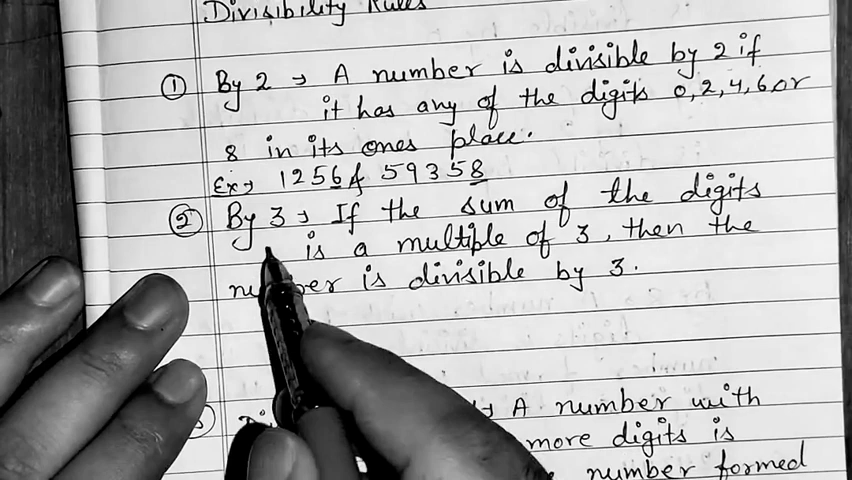 Divisibility Rules
① By 2 → A number is divisible by 2 if
it has any of the digits 0, 2, 4, 6, or
8 in its ones place.
Ex→ 1256 & 59358
② By 3 → If the sum of the digits
is a multiple of 3, then the
number is divisible by 3.
A number with
more digits is
number formed